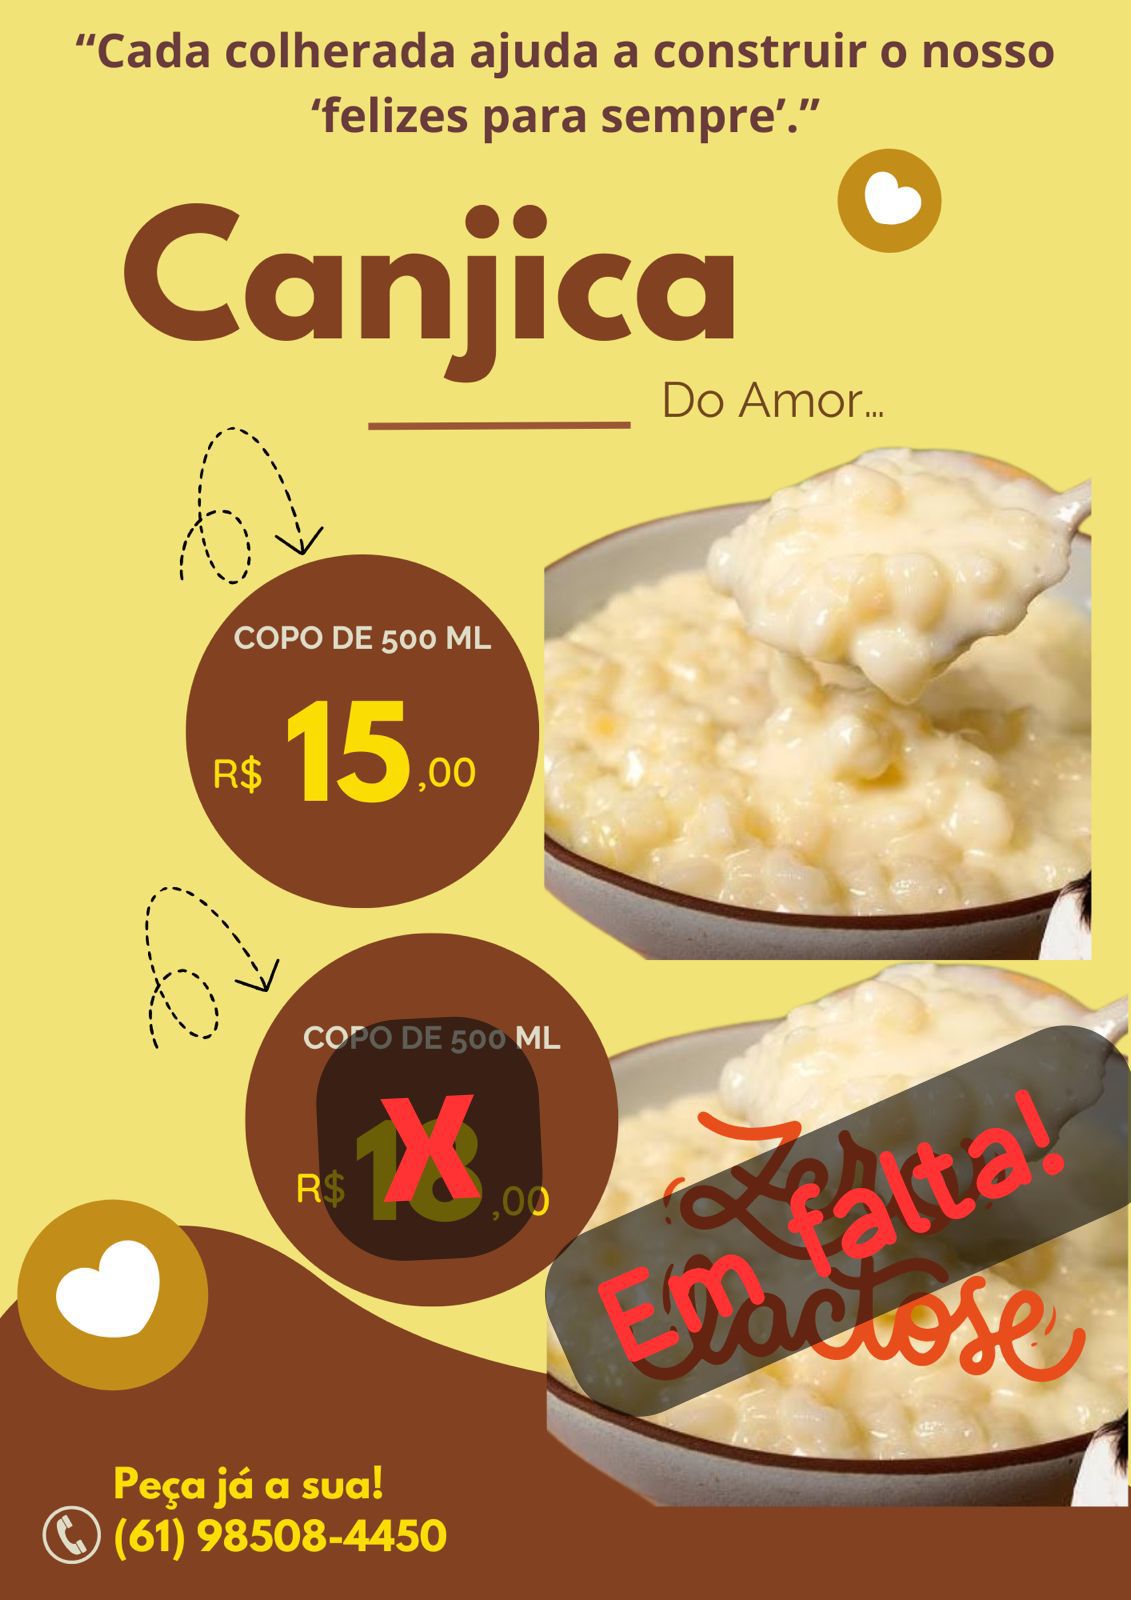 “Cada colherada ajuda a construir o nosso
‘felizes para sempre’.”
Canjica
Do Amor...
COPO DE 500 ML
R$ 15,00
COPO DE 500 ML
R$ 18,00
X
Zero
lactose
Em falta!
Peça já a sua!
(61) 98508-4450